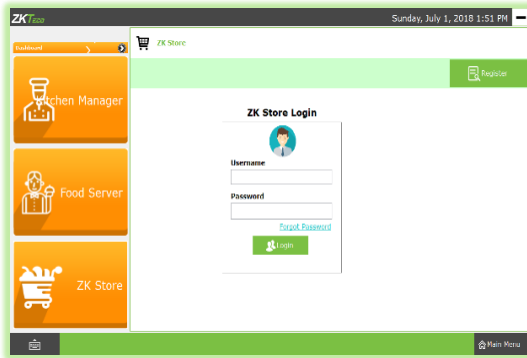 ZKTECO
Sunday, July 1, 2018 1:51 PM
Dashboard
ZK Store
Register
Kitchen Manager
Food Server
ZK Store
ZK Store Login
Username
Password
Forgot Password
Login
Main Menu